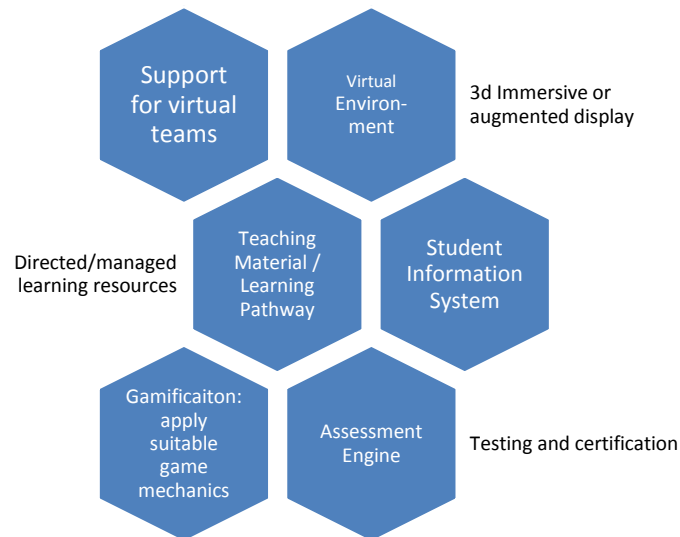 Support
for virtual
teams
Virtual
Environ-
ment
3d Immersive or
augmented display
Directed/managed
learning resources
Teaching
Material /
Learning
Pathway
Student
Information
System
Gamificaiton:
apply
suitable
game
mechanics
Assessment
Engine
Testing and certification